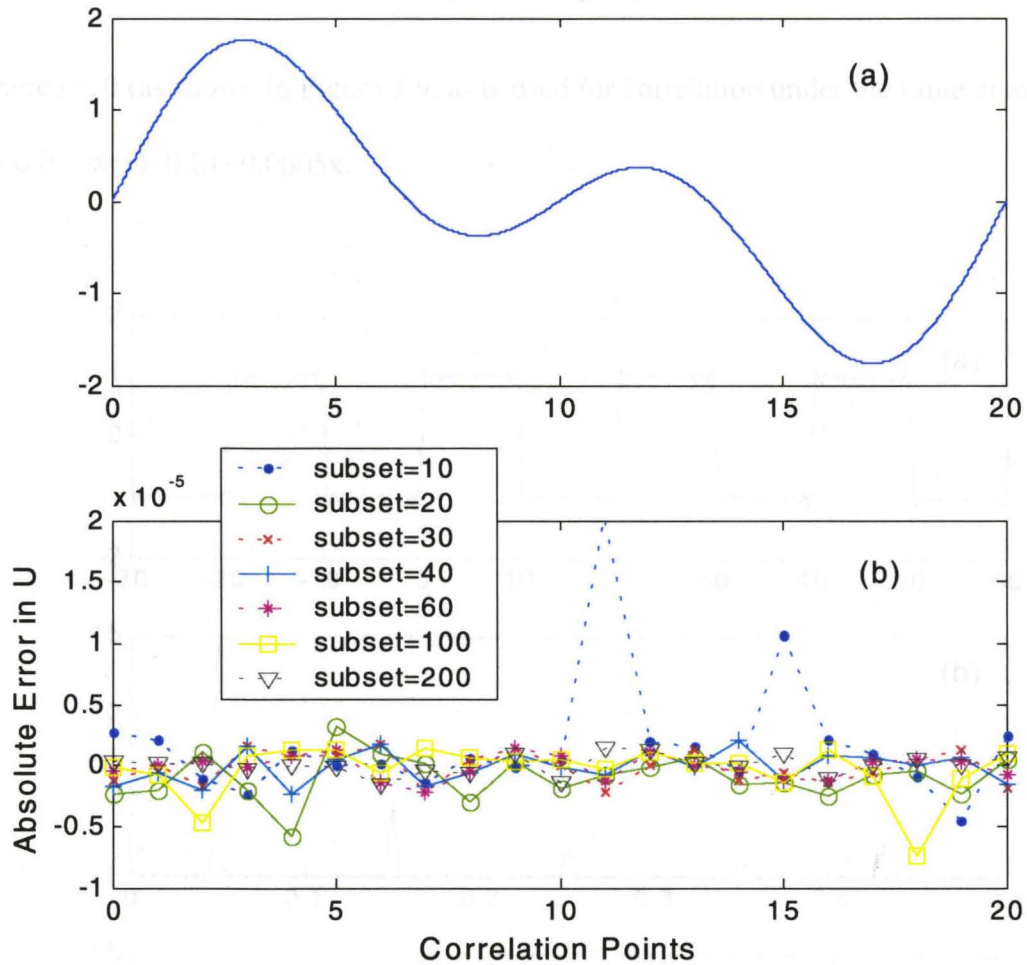 2
1
0
-1
-2
(a)
0 5 10 15 20
x10-5
subset=10
subset=20
subset=30
subset=40
subset=60
subset=100
subset=200
(b)
2
1.5
1
0.5
0
-0.5
-1
Absolute Error in U
0 5 10 15 20
Correlation Points